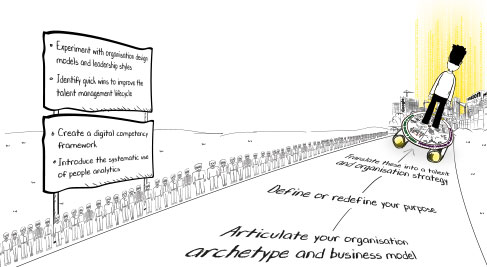 • Experiment with organisation design
models and leadership styles
• Identify quick wins to improve the
talent management lifecycle
• Create a digital competency
framework
• Introduce the systematic use
of people analytics
Translate these into a talent
and organisation strategy
Define or redefine your purpose
Articulate your organisation
archetype and business model